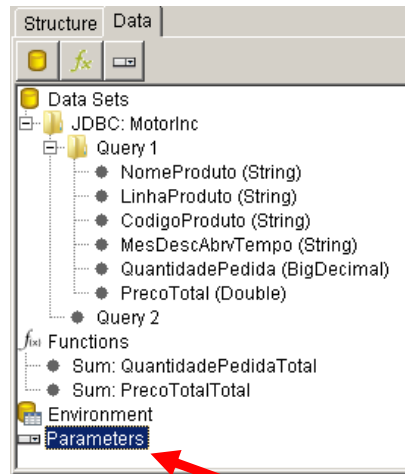 Structure Data
Data Sets
JDBC: MotorInc
Query 1
NomeProduto (String)
LinhaProduto (String)
CodigoProduto (String)
MesDescAbrvTempo (String)
QuantidadePedida (BigDecimal)
PrecoTotal (Double)
Query 2
Functions
Sum: QuantidadePedidaTotal
Sum: PrecoTotalTotal
Environment
Parameters